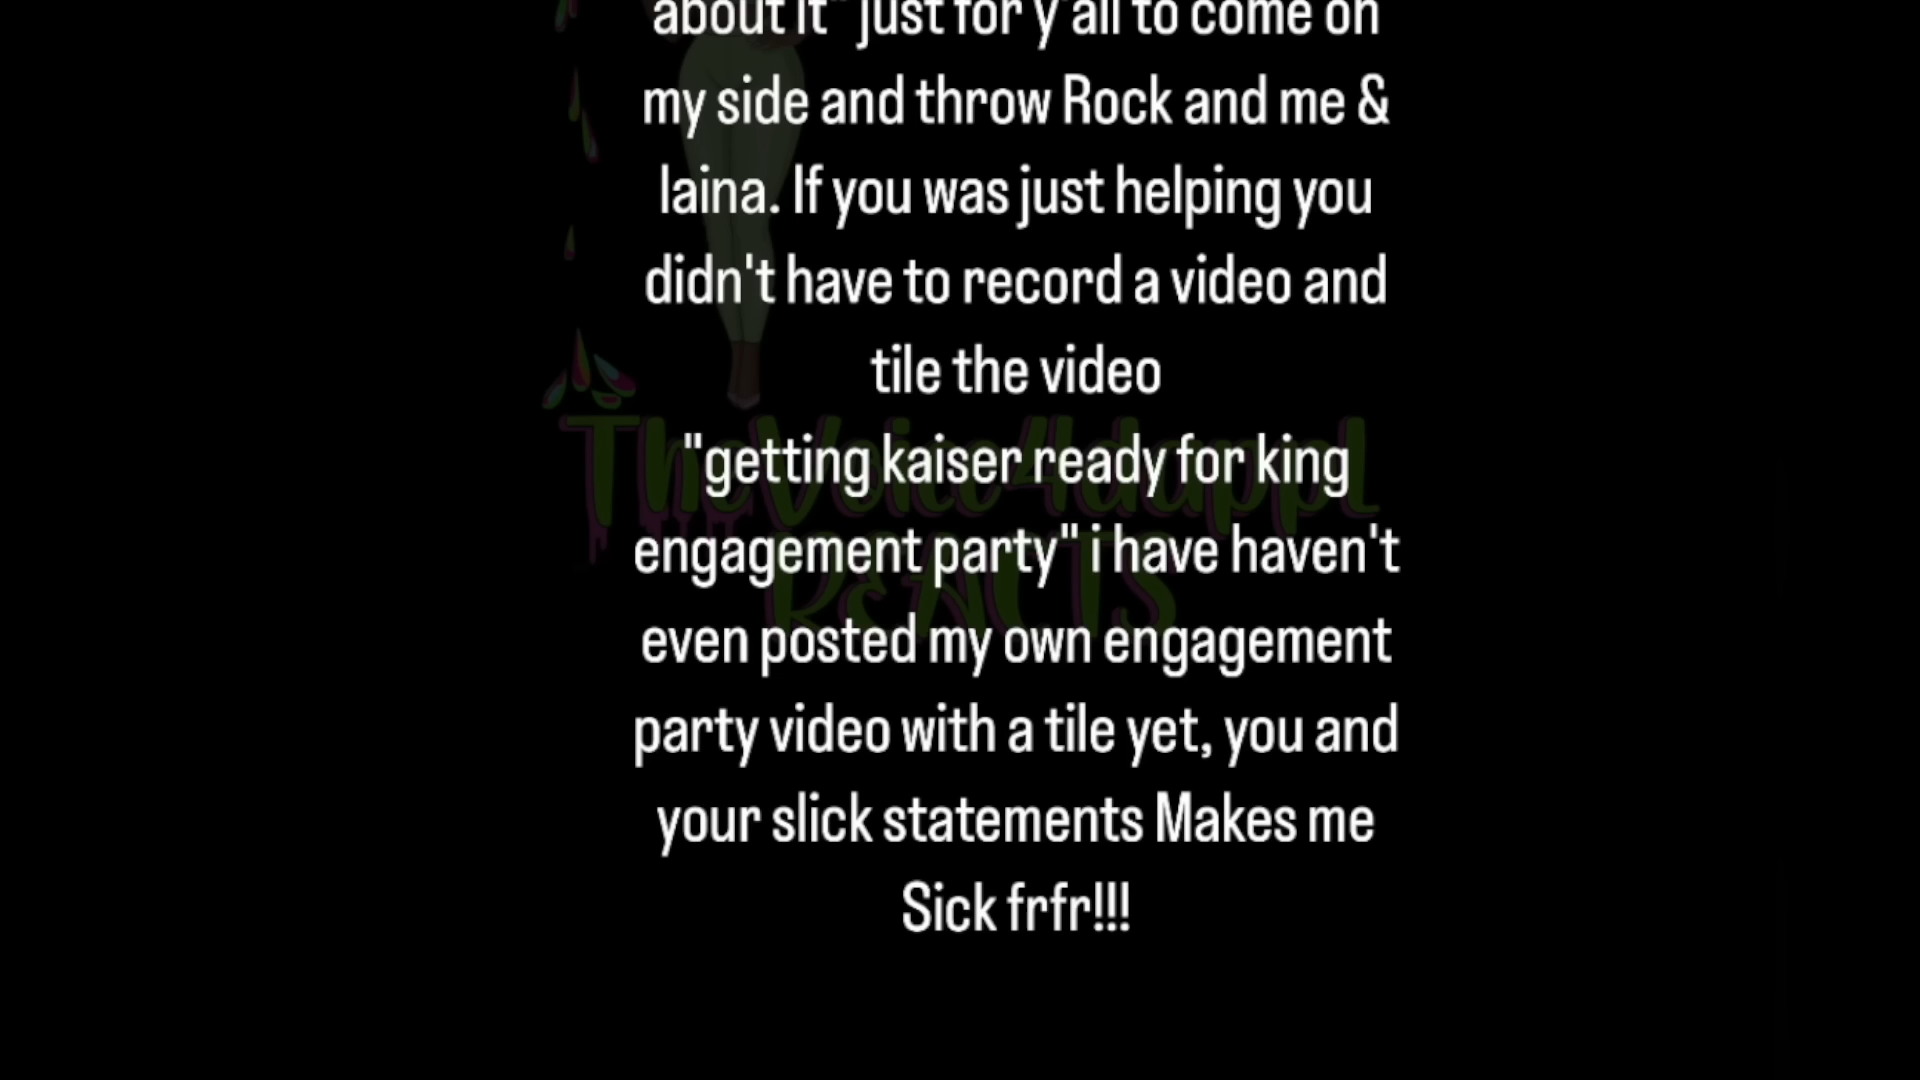 about it" just for y'all to come on
my side and throw Rock and me &
laina. If you was just helping you
didn't have to record a video and
tile the video
"getting kaiser ready for king
engagement party" i have haven't
even posted my own engagement
party video with a tile yet, you and
your slick statements Makes me
Sick frfr!!!
TheVoice4dappl
REACTS